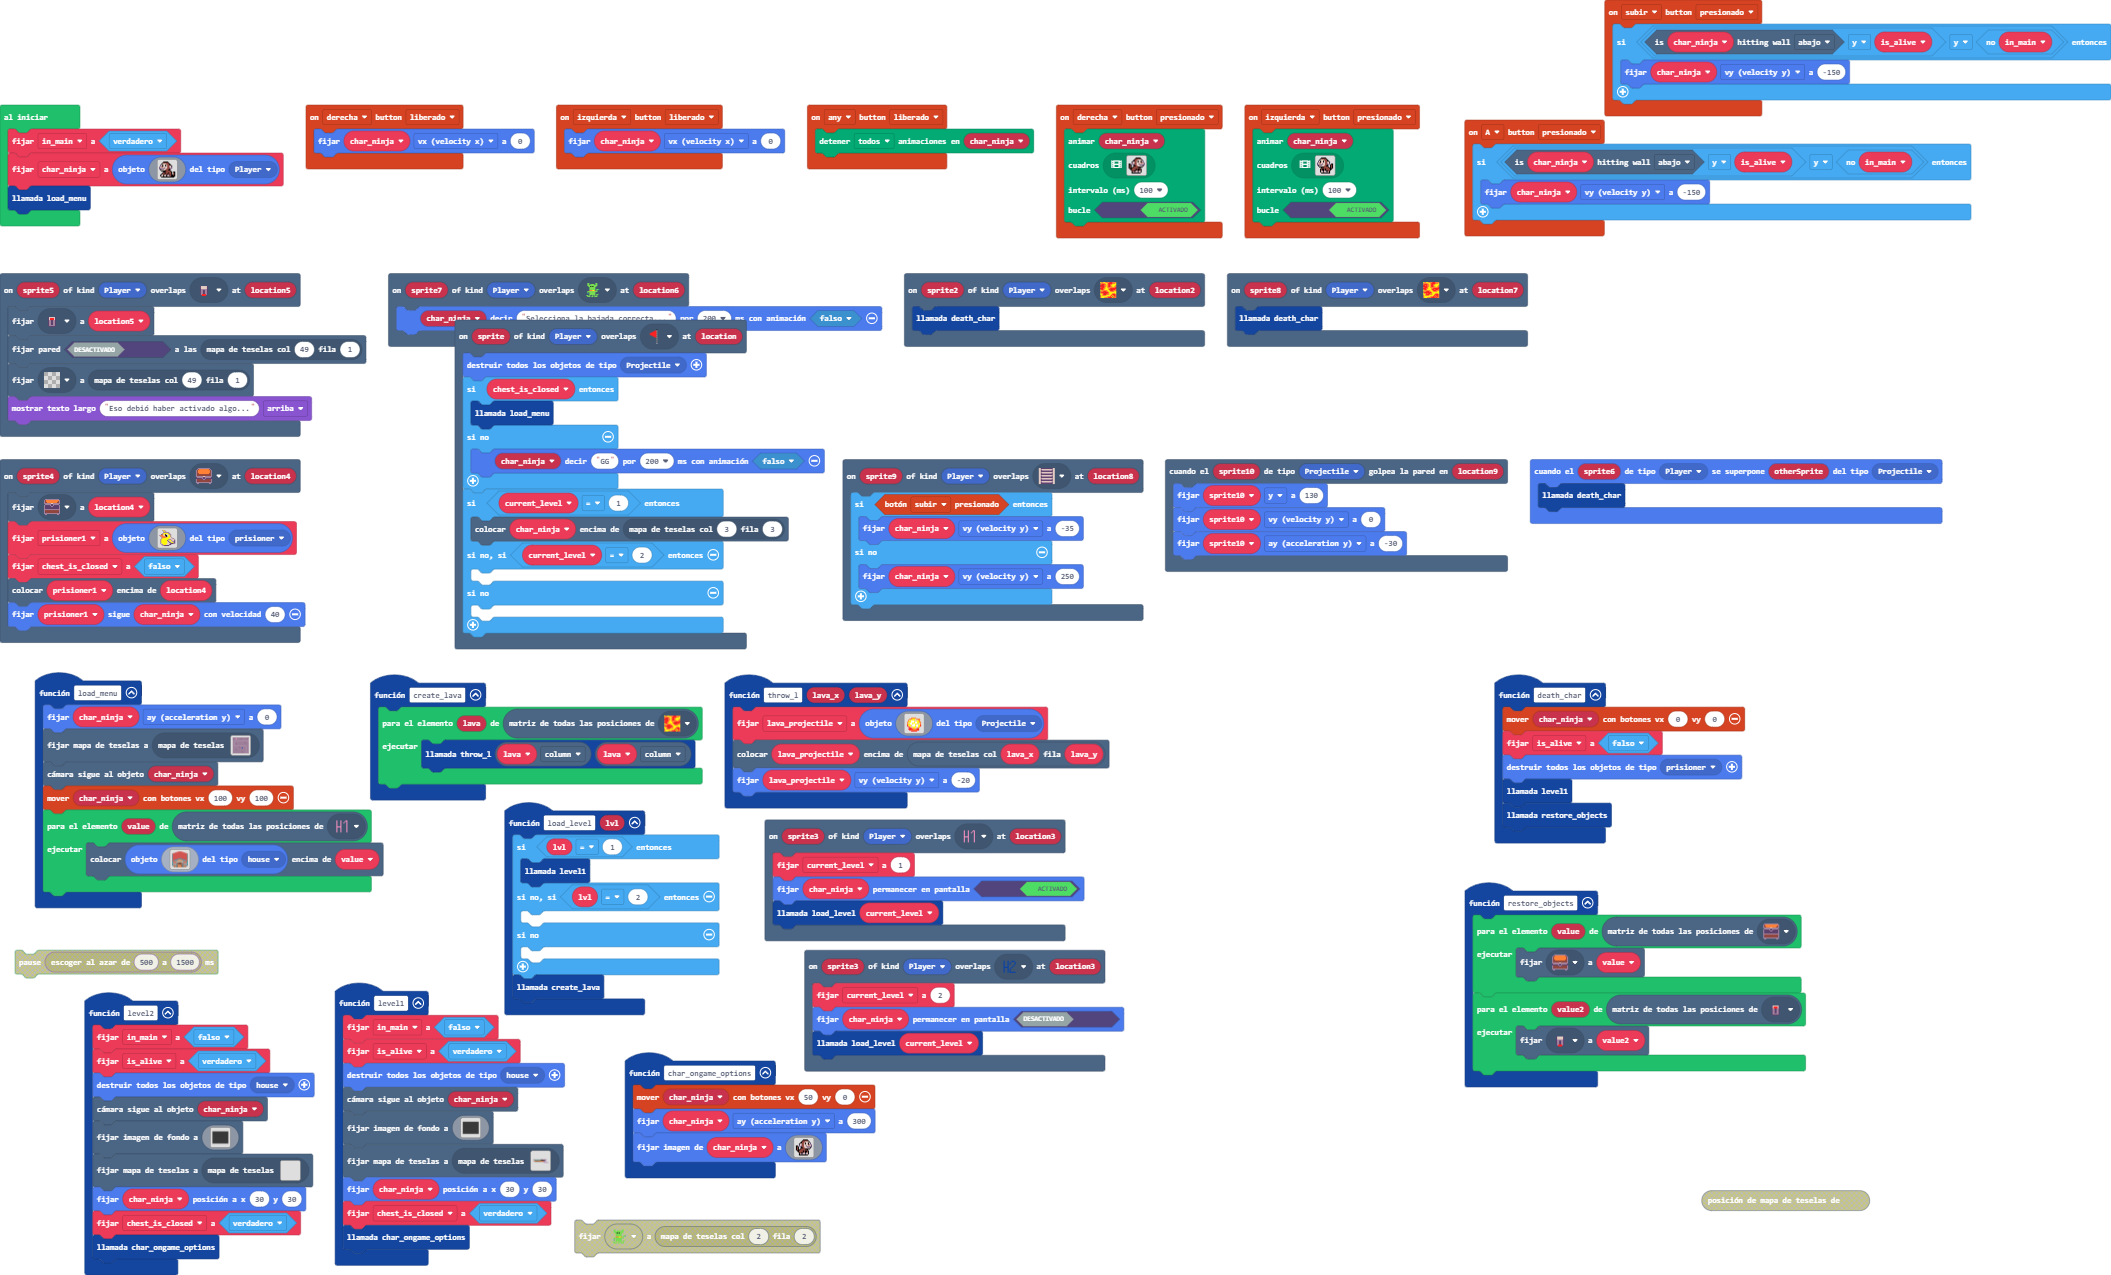 on subir button presionado
si is char_ninja hitting wall abajo y is_alive y no in_main entonces
fijar char_ninja vy (velocity y) a -150
al iniciar
fijar in_main a verdadero
fijar char_ninja a objeto del tipo Player
llamada load_menu
on derecha button liberado
fijar char_ninja vx (velocity x) a 0
on izquierda button liberado
fijar char_ninja vx (velocity x) a 0
on any button liberado
detener todos animaciones en char_ninja
on derecha button presionado
animar char_ninja
cuadros
intervalo (ms) 100
bucle ACTIVADO
on izquierda button presionado
animar char_ninja
cuadros
intervalo (ms) 100
bucle ACTIVADO
on A button presionado
si is char_ninja hitting wall abajo y is_alive y no in_main entonces
fijar char_ninja vy (velocity y) a -150
on sprite5 of kind Player overlaps at location5
fijar a location5
fijar pared DESACTIVADO a las mapa de teselas col 49 fila 1
fijar a mapa de teselas col 49 fila 1
mostrar texto largo "Eso debió haber activado algo..." arriba
on sprite7 of kind Player overlaps at location6
char_ninja decir "Selecciona la bajada correcta..." por 200 ms con animación falso
on sprite of kind Player overlaps at location
destruir todos los objetos de tipo Projectile
si chest_is_closed entonces
llamada load_menu
si no
char_ninja decir "GG" por 200 ms con animación falso
si current_level = 1 entonces
colocar char_ninja encima de mapa de teselas col 3 fila 3
si no, si current_level = 2 entonces
si no
on sprite2 of kind Player overlaps at location2
llamada death_char
on sprite8 of kind Player overlaps at location7
llamada death_char
on sprite4 of kind Player overlaps at location4
fijar a location4
fijar prisioner1 a objeto del tipo prisioner
fijar chest_is_closed a falso
colocar prisioner1 encima de location4
fijar prisioner1 sigue char_ninja con velocidad 40
on sprite9 of kind Player overlaps at location8
si botón subir presionado entonces
fijar char_ninja vy (velocity y) a -35
si no
fijar char_ninja vy (velocity y) a 250
cuando el sprite10 de tipo Projectile golpea la pared en location9
fijar sprite10 y a 130
fijar sprite10 vy (velocity y) a 0
fijar sprite10 ay (acceleration y) a -30
cuando el sprite6 de tipo Player se superpone otherSprite del tipo Projectile
llamada death_char
función load_menu
fijar char_ninja ay (acceleration y) a 0
fijar mapa de teselas a mapa de teselas
cámara sigue al objeto char_ninja
mover char_ninja con botones vx 100 vy 100
para el elemento value de matriz de todas las posiciones de H1
ejecutar colocar objeto del tipo house encima de value
función create_lava
para el elemento lava de matriz de todas las posiciones de
ejecutar llamada throw_l lava column lava column
función throw_l lava_x lava_y
fijar lava_projectile a objeto del tipo Projectile
colocar lava_projectile encima de mapa de teselas col lava_x fila lava_y
fijar lava_projectile vy (velocity y) a -20
función load_level lvl
si lvl = 1 entonces
llamada level1
si no, si lvl = 2 entonces
si no
llamada create_lava
on sprite3 of kind Player overlaps H1 at location3
fijar current_level a 1
fijar char_ninja permanecer en pantalla ACTIVADO
llamada load_level current_level
on sprite3 of kind Player overlaps H2 at location3
fijar current_level a 2
fijar char_ninja permanecer en pantalla DESACTIVADO
llamada load_level current_level
función death_char
mover char_ninja con botones vx 0 vy 0
fijar is_alive a falso
destruir todos los objetos de tipo prisioner
llamada level1
llamada restore_objects
función restore_objects
para el elemento value de matriz de todas las posiciones de
ejecutar fijar a value
para el elemento value2 de matriz de todas las posiciones de
ejecutar fijar a value2
pause escoger al azar de 500 a 1500 ms
función level2
fijar in_main a falso
fijar is_alive a verdadero
destruir todos los objetos de tipo house
cámara sigue al objeto char_ninja
fijar imagen de fondo a
fijar mapa de teselas a mapa de teselas
fijar char_ninja posición a x 30 y 30
fijar chest_is_closed a verdadero
llamada char_ongame_options
función level1
fijar in_main a falso
fijar is_alive a verdadero
destruir todos los objetos de tipo house
cámara sigue al objeto char_ninja
fijar imagen de fondo a
fijar mapa de teselas a mapa de teselas
fijar char_ninja posición a x 30 y 30
fijar chest_is_closed a verdadero
llamada char_ongame_options
función char_ongame_options
mover char_ninja con botones vx 50 vy 0
fijar char_ninja ay (acceleration y) a 300
fijar imagen de char_ninja a
fijar a mapa de teselas col 2 fila 2
posición de mapa de teselas de